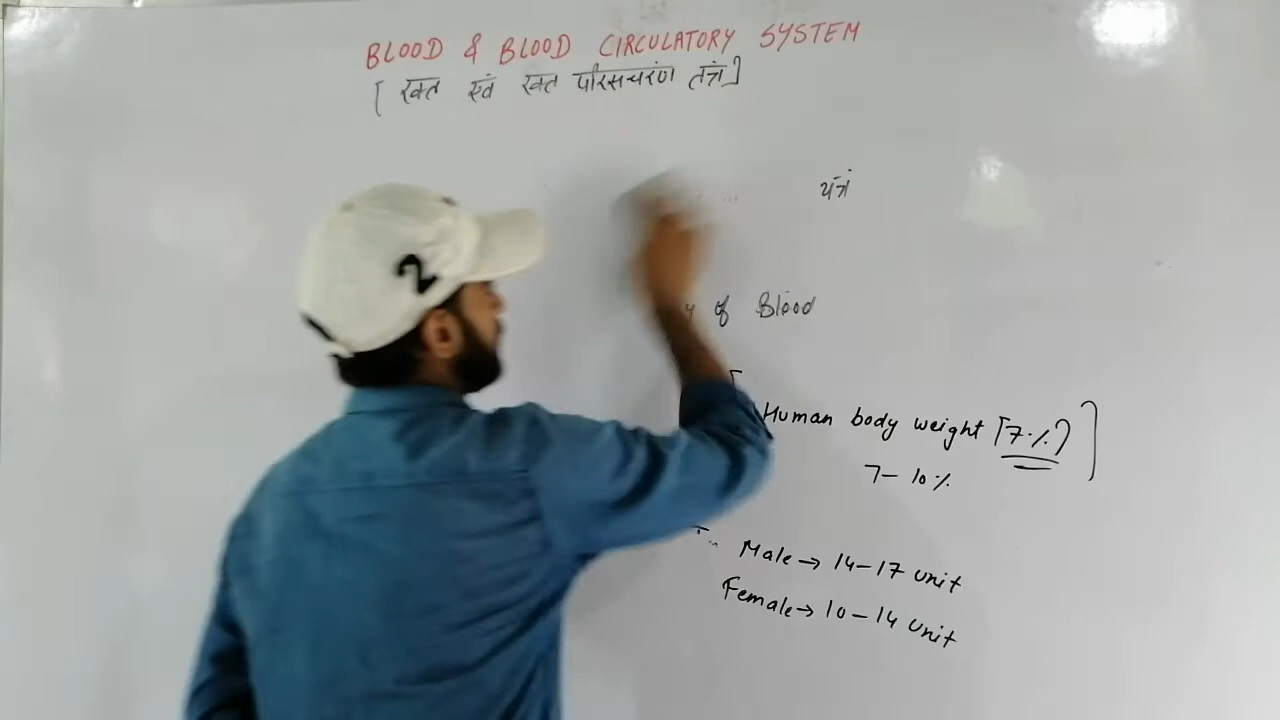 BLOOD & BLOOD CIRCULATORY SYSTEM
[ रक्त एवं रक्त परिसंचरण तंत्र ]
यंत्र
of Blood
Human body weight [7%]
7 - 10%
Male → 14-17 unit
Female → 10-14 unit
2